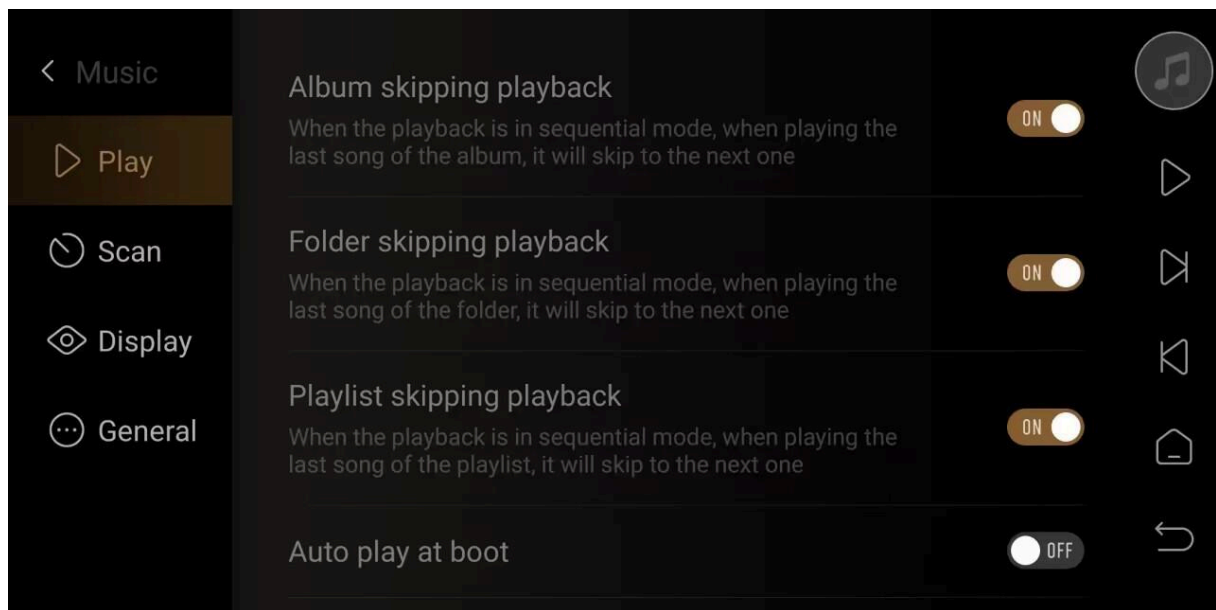 Music
Play
Scan
Display
General
Album skipping playback
When the playback is in sequential mode, when playing the
last song of the album, it will skip to the next one
ON
Folder skipping playback
When the playback is in sequential mode, when playing the
last song of the folder, it will skip to the next one
ON
Playlist skipping playback
When the playback is in sequential mode, when playing the
last song of the playlist, it will skip to the next one
ON
Auto play at boot
OFF